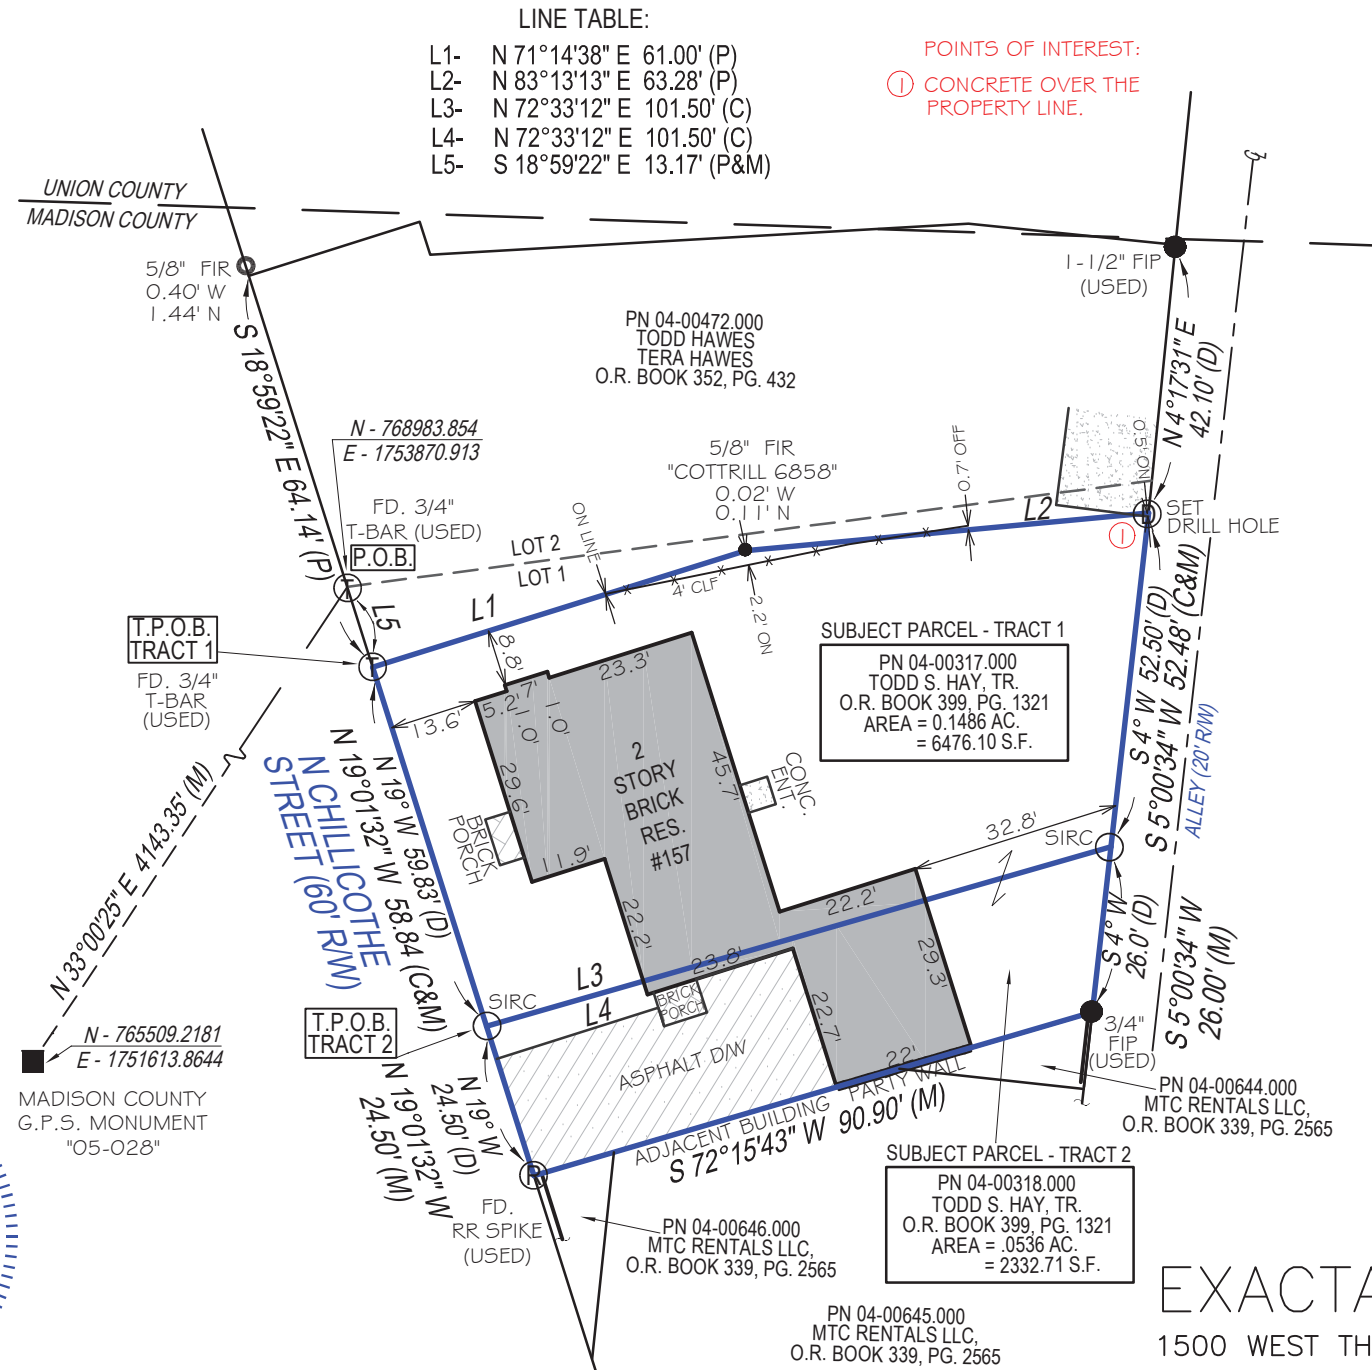 LINE TABLE:
L1- N 71°14'38" E 61.00' (P)
L2- N 83°13'13" E 63.28' (P)
L3- N 72°33'12" E 101.50' (C)
L4- N 72°33'12" E 101.50' (C)
L5- S 18°59'22" E 13.17' (P&M)
POINTS OF INTEREST:
1 CONCRETE OVER THE
PROPERTY LINE.
UNION COUNTY
MADISON COUNTY
5/8" FIR
0.40' W
1.44' N
1-1/2" FIP
(USED)
S 18°59'22" E 64.14' (P)
PN 04-00472.000
TODD HAWES
TERA HAWES
O.R. BOOK 352, PG. 432
N 4°17'31" E
42.10' (D)
N - 768983.854
E - 1753870.913
FD. 3/4"
T-BAR (USED)
P.O.B.
5/8" FIR
"COTTRILL 6858"
0.02' W
0.11' N
0.7' OFF
0.5' ON
ON LINE
LOT 2
LOT 1
L2
SET
DRILL HOLE
D
1
T
L5
L1
4' CLF
2.2' ON
T.P.O.B.
TRACT 1
T
FD. 3/4"
T-BAR
(USED)
SUBJECT PARCEL - TRACT 1
PN 04-00317.000
TODD S. HAY, TR.
O.R. BOOK 399, PG. 1321
AREA = 0.1486 AC.
= 6476.10 S.F.
S 4° W 52.50' (D)
S 5°00'34" W 52.48' (C&M)
ALLEY (20' R/W)
8.8'
13.6'
5.2'
1.0'
7'
1.0'
23.3'
29.6'
45.7'
2
STORY
BRICK
RES.
#157
CONC.
ENT.
BRICK
PORCH
11.9'
22.2'
23.8'
22.2'
32.8'
29.3'
22.7'
22'
N 19° W 59.83' (D)
N 19°01'32" W 58.84 (C&M)
N CHILLICOTHE
STREET (60' R/W)
N 33°00'25" E 4143.35' (M)
SIRC
SIRC
L3
L4
BRICK
PORCH
ASPHALT D/W
T.P.O.B.
TRACT 2
S 4° W
26.0' (D)
S 5°00'34" W
26.00' (M)
3/4"
FIP
(USED)
N - 765509.2181
E - 1751613.8644
MADISON COUNTY
G.P.S. MONUMENT
"05-028"
N 19° W
24.50' (D)
N 19°01'32" W
24.50' (M)
ADJACENT BUILDING PARTY WALL
S 72°15'43" W 90.90' (M)
PN 04-00644.000
MTC RENTALS LLC,
O.R. BOOK 339, PG. 2565
R
FD.
RR SPIKE
(USED)
SUBJECT PARCEL - TRACT 2
PN 04-00318.000
TODD S. HAY, TR.
O.R. BOOK 399, PG. 1321
AREA = .0536 AC.
= 2332.71 S.F.
PN 04-00646.000
MTC RENTALS LLC,
O.R. BOOK 339, PG. 2565
PN 04-00645.000
MTC RENTALS LLC,
O.R. BOOK 339, PG. 2565
EXACTA
1500 WEST TH